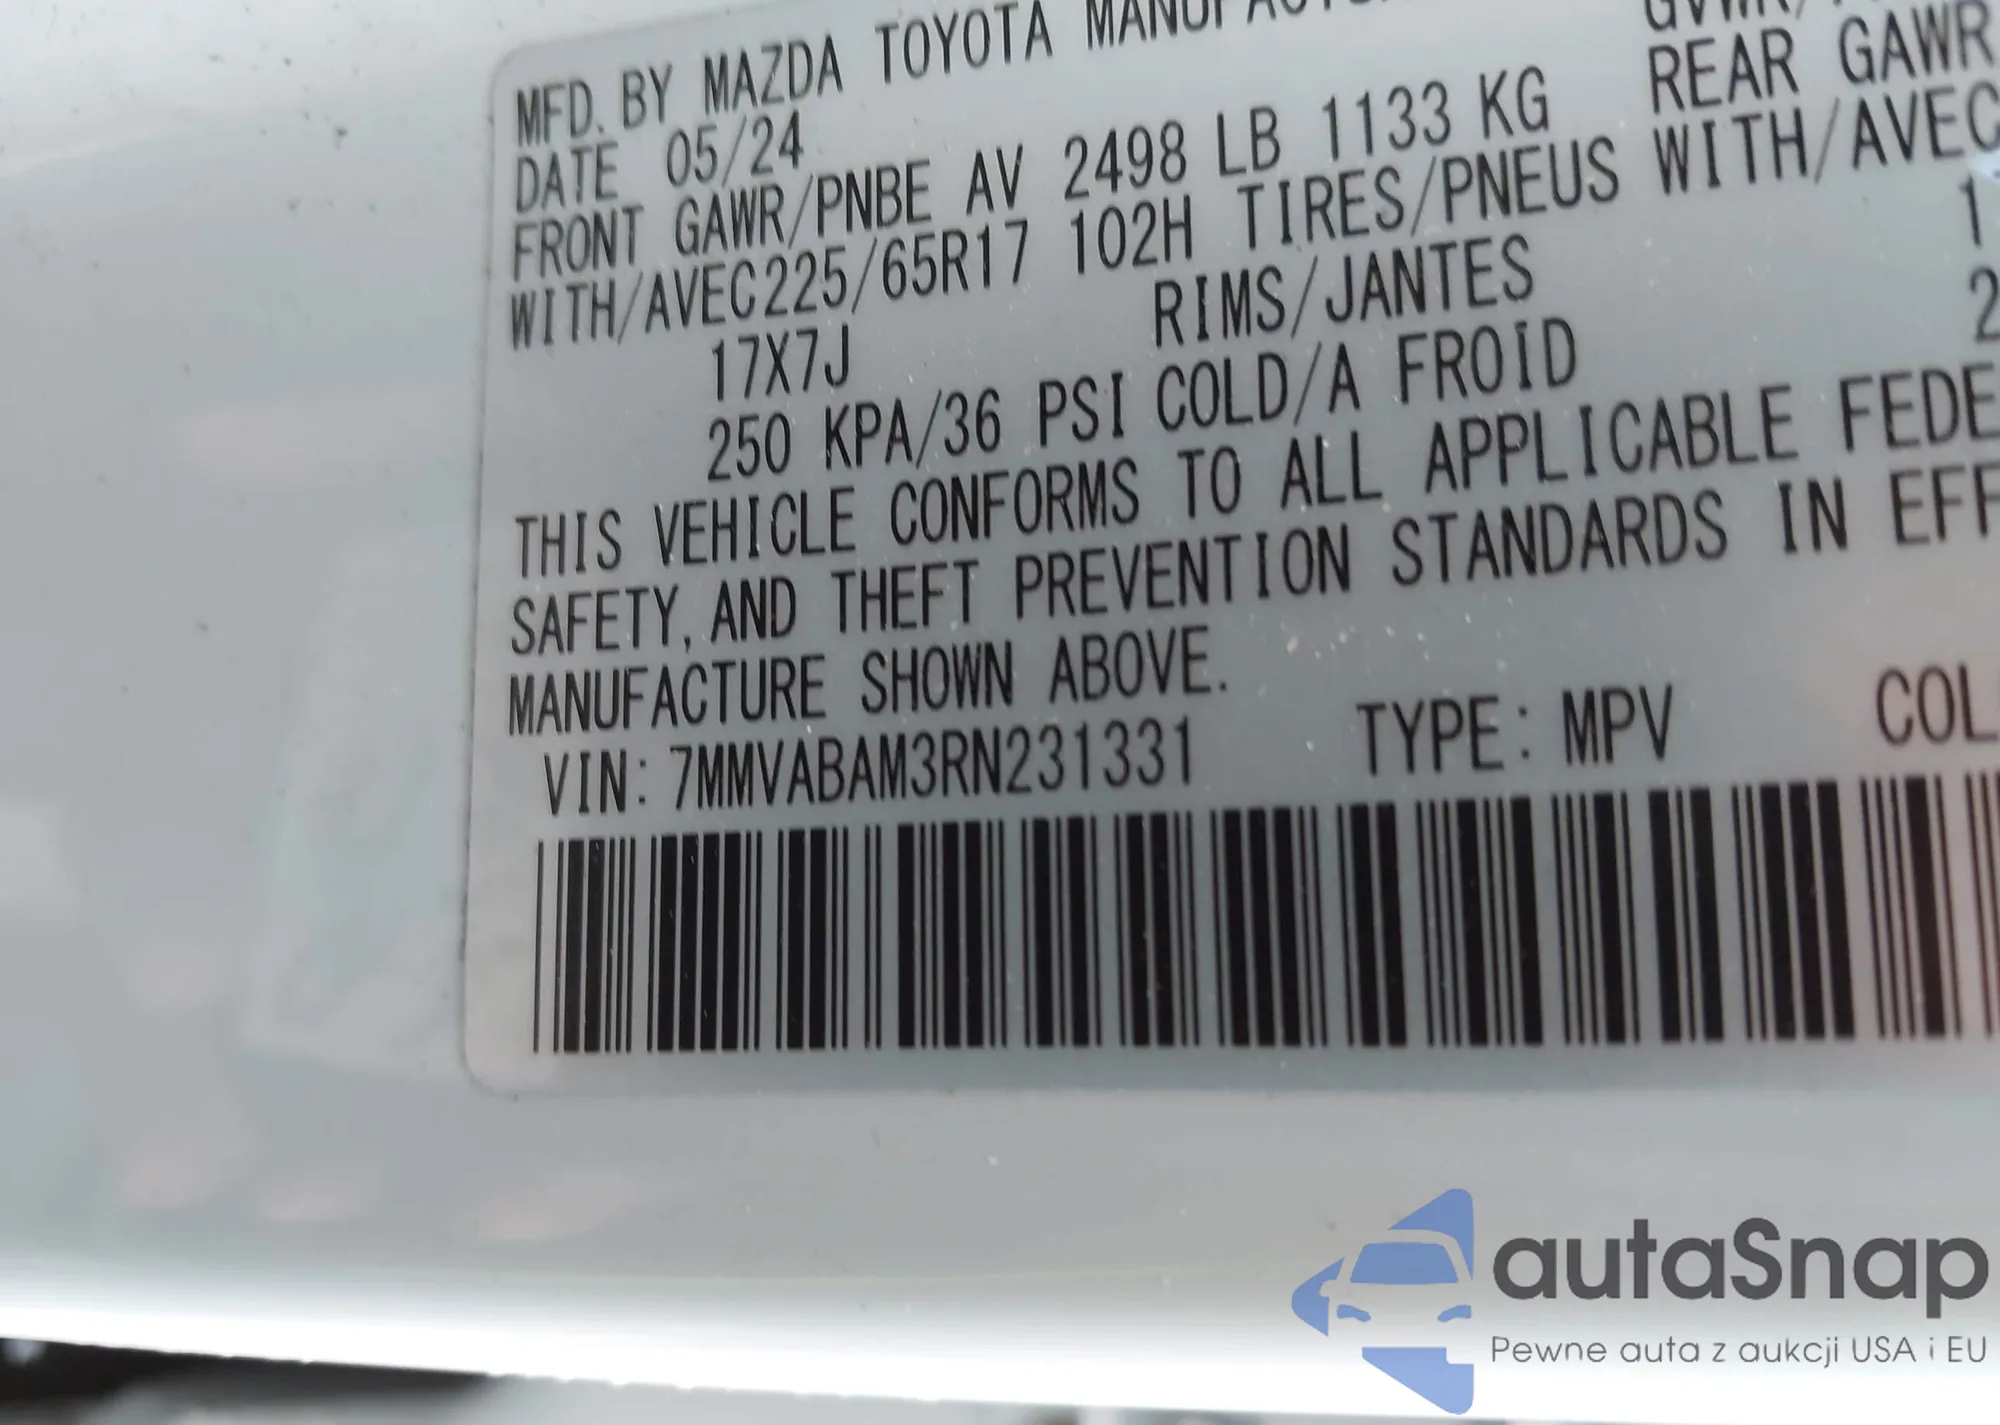 MFD. BY MAZDA TOYOTA
DATE 05/24
FRONT GAWR/PNBE AV 2498 LB 1133 KG
REAR GAWR
WITH/AVEC225/65R17 102H TIRES/PNEUS WITH/AVEC
17X7J RIMS/JANTES
250 KPA/36 PSI COLD/A FROID
THIS VEHICLE CONFORMS TO ALL APPLICABLE
SAFETY, AND THEFT PREVENTION STANDARDS IN
MANUFACTURE SHOWN ABOVE.
VIN: 7MMVABAM3RN231331 TYPE: MPV
autaSnap
Pewne auta z aukcji USA i EU